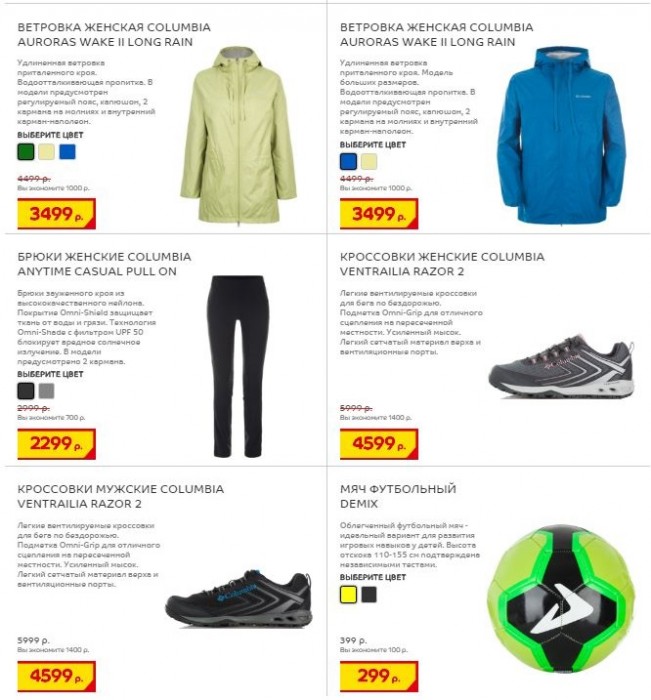 ВЕТРОВКА ЖЕНСКАЯ COLUMBIA
AURORAS WAKE II LONG RAIN
Удлиненная ветровка
приталенного кроя.
Водоотталкивающая пропитка. В
модели предусмотрен
регулируемый пояс, капюшон, 2
кармана на молниях и внутренний
карман-наполеон.
ВЫБЕРИТЕ ЦВЕТ
4499 р.
Вы экономите 1000 р.
3499 р.
ВЕТРОВКА ЖЕНСКАЯ COLUMBIA
AURORAS WAKE II LONG RAIN
Удлиненная ветровка
приталенного кроя. Модель
больших размеров.
Водоотталкивающая пропитка. В
модели предусмотрен
регулируемый пояс, капюшон, 2
кармана на молниях и внутренний
карман-наполеон.
ВЫБЕРИТЕ ЦВЕТ
4499 р.
Вы экономите 1000 р.
3499 р.
Columbia
БРЮКИ ЖЕНСКИЕ COLUMBIA
ANYTIME CASUAL PULL ON
Брюки зауженного кроя из
высококачественного нейлона.
Покрытие Omni-Shield защищает
ткань от воды и грязи. Технология
Omni-Shade с фильтром UPF 50
блокирует вредное солнечное
излучение. В модели
предусмотрено 2 кармана.
ВЫБЕРИТЕ ЦВЕТ
2999 р.
Вы экономите 700 р.
2299 р.
КРОССОВКИ ЖЕНСКИЕ COLUMBIA
VENTRAILIA RAZOR 2
Легкие вентилируемые кроссовки
для бега по бездорожью.
Подметка Omni-Grip для отличного
сцепления на пересеченной
местности. Усиленный мысок.
Легкий сетчатый материал верха и
вентиляционные порты.
5999 р.
Вы экономите 1400 р.
4599 р.
КРОССОВКИ МУЖСКИЕ COLUMBIA
VENTRAILIA RAZOR 2
Легкие вентилируемые кроссовки
для бега по бездорожью.
Подметка Omni-Grip для отличного
сцепления на пересеченной
местности. Усиленный мысок.
Легкий сетчатый материал верха и
вентиляционные порты.
Columbia
5999 р.
Вы экономите 1400 р.
4599 р.
МЯЧ ФУТБОЛЬНЫЙ
DEMIX
Облегченный футбольный мяч -
идеальный вариант для развития
игровых навыков у детей. Высота
отскока 110-155 см подтверждена
независимыми тестами.
ВЫБЕРИТЕ ЦВЕТ
399 р.
Вы экономите 100 р.
299 р.